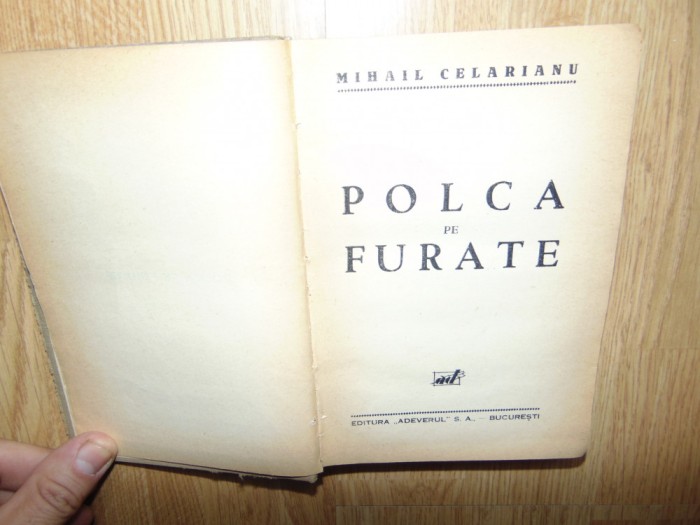 MIHAIL CELARIANU
POLCA
PE
FURATE
EDITURA „ADEVERUL" S. A., — BUCUREȘTI